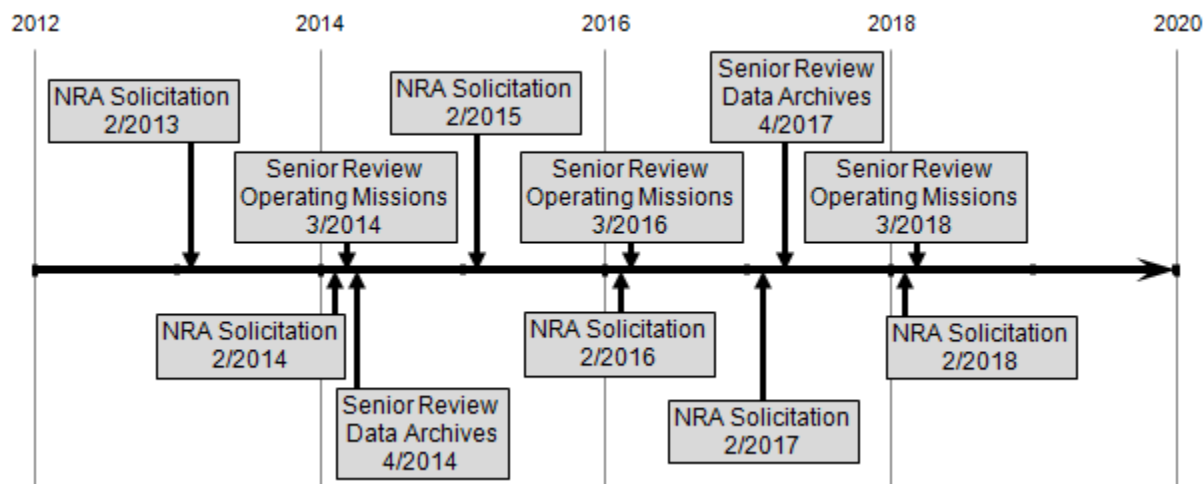 2012
2014
2016
2018
2020
NRA Solicitation
2/2013
NRA Solicitation
2/2015
Senior Review
Data Archives
4/2017
Senior Review
Operating Missions
3/2014
Senior Review
Operating Missions
3/2016
Senior Review
Operating Missions
3/2018
NRA Solicitation
2/2014
NRA Solicitation
2/2016
NRA Solicitation
2/2018
Senior Review
Data Archives
4/2014
NRA Solicitation
2/2017